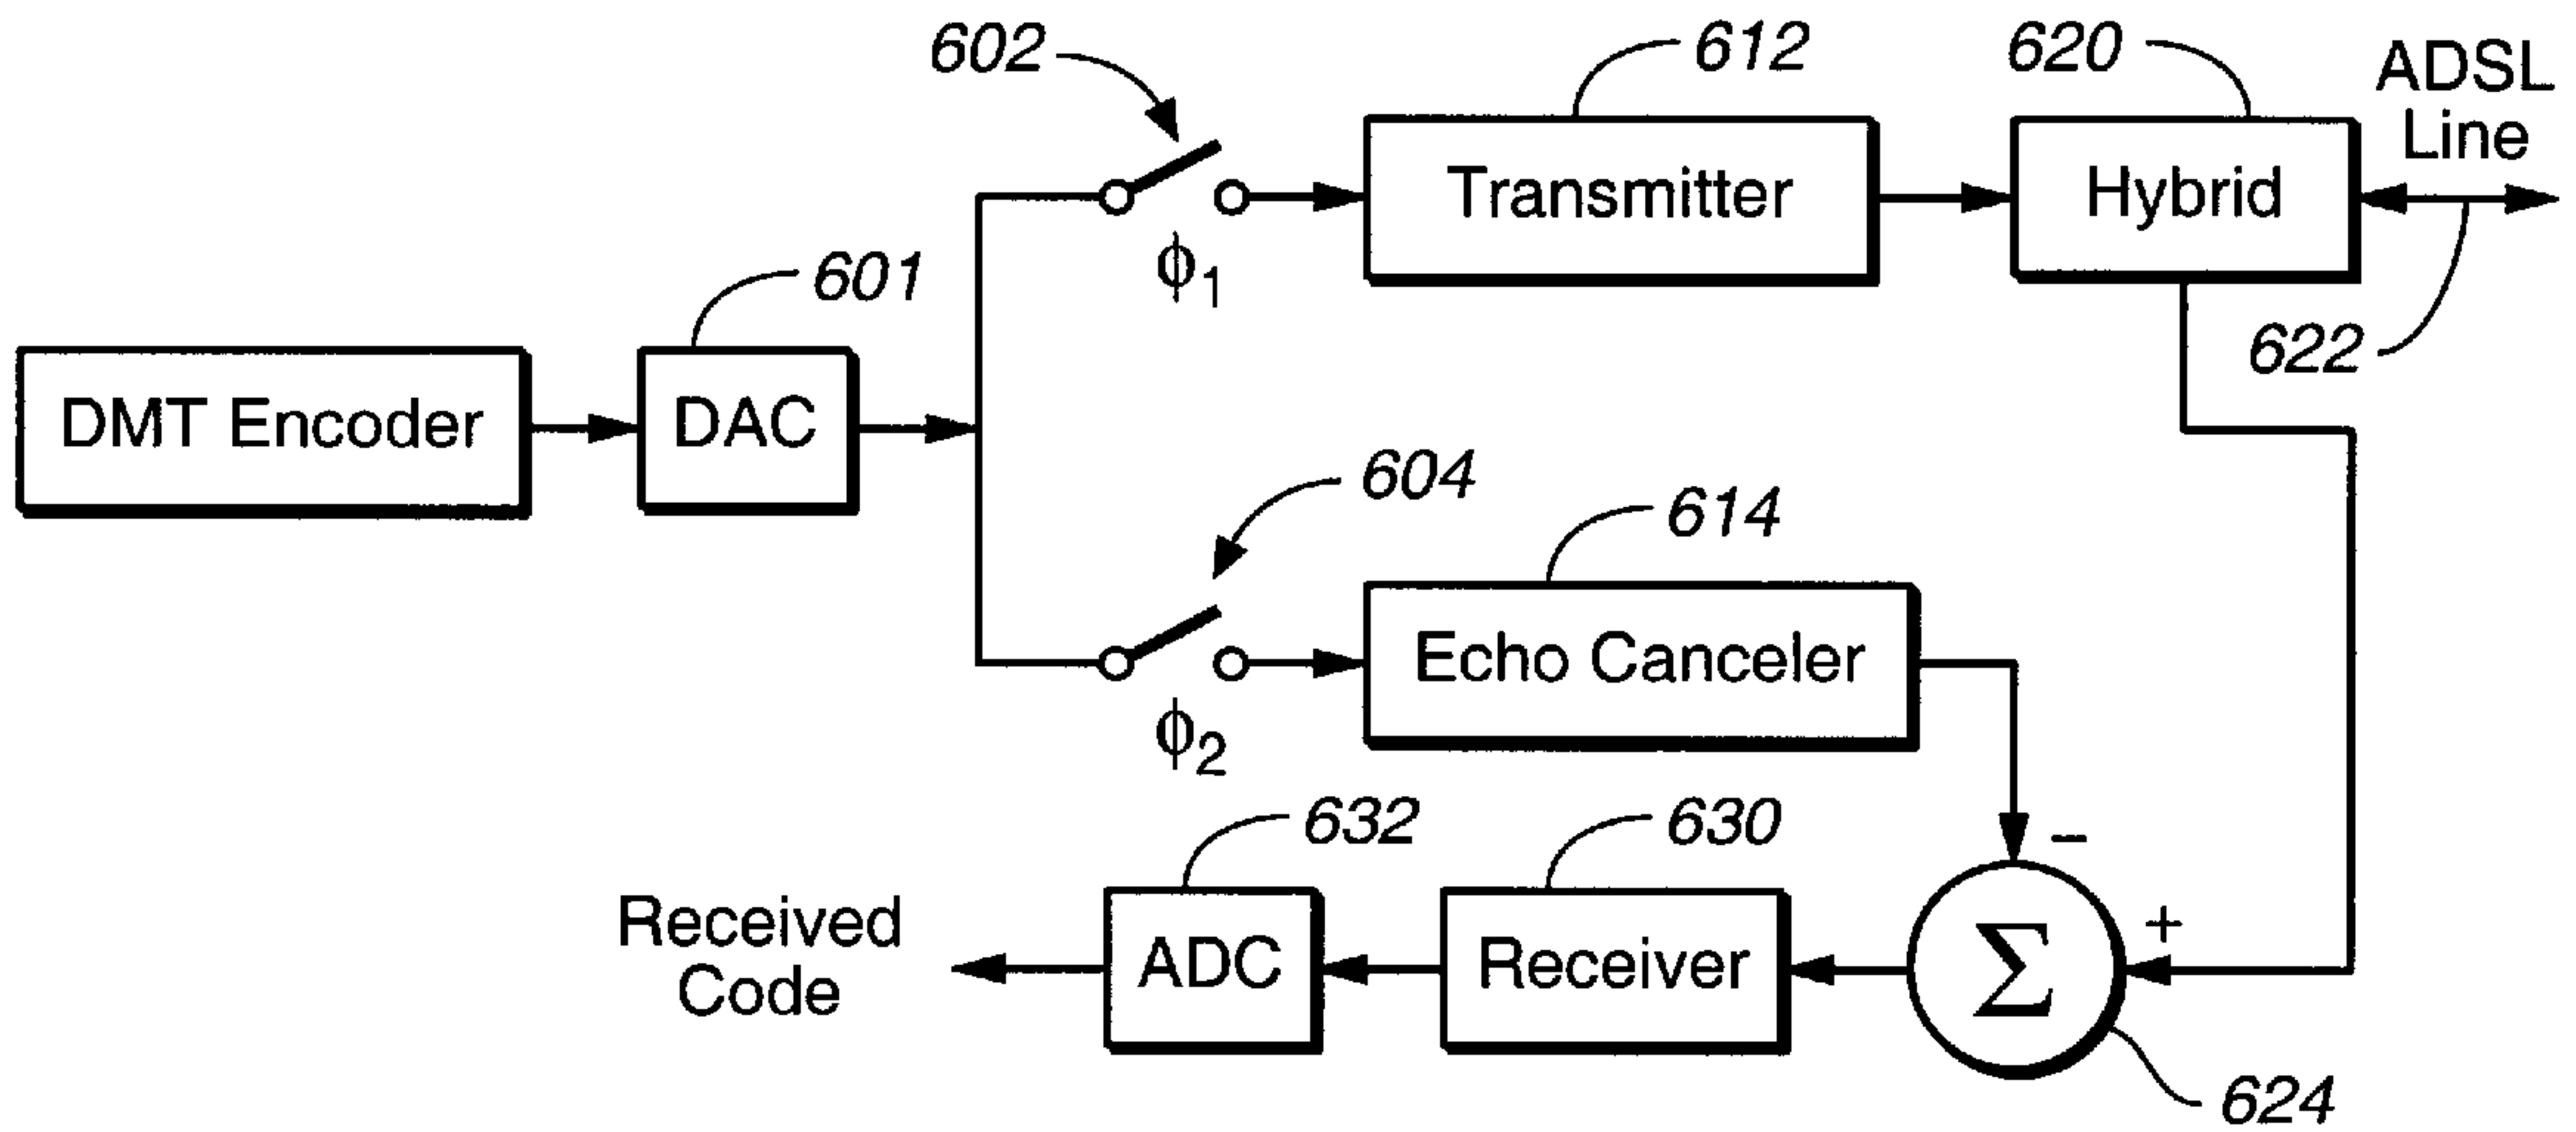 602
612
620
ADSL
Line
Transmitter
Hybrid
ϕ1
601
622
DMT Encoder
DAC
604
614
Echo Canceler
ϕ2
632
630
−
Received
Code
ADC
Receiver
Σ
+
624